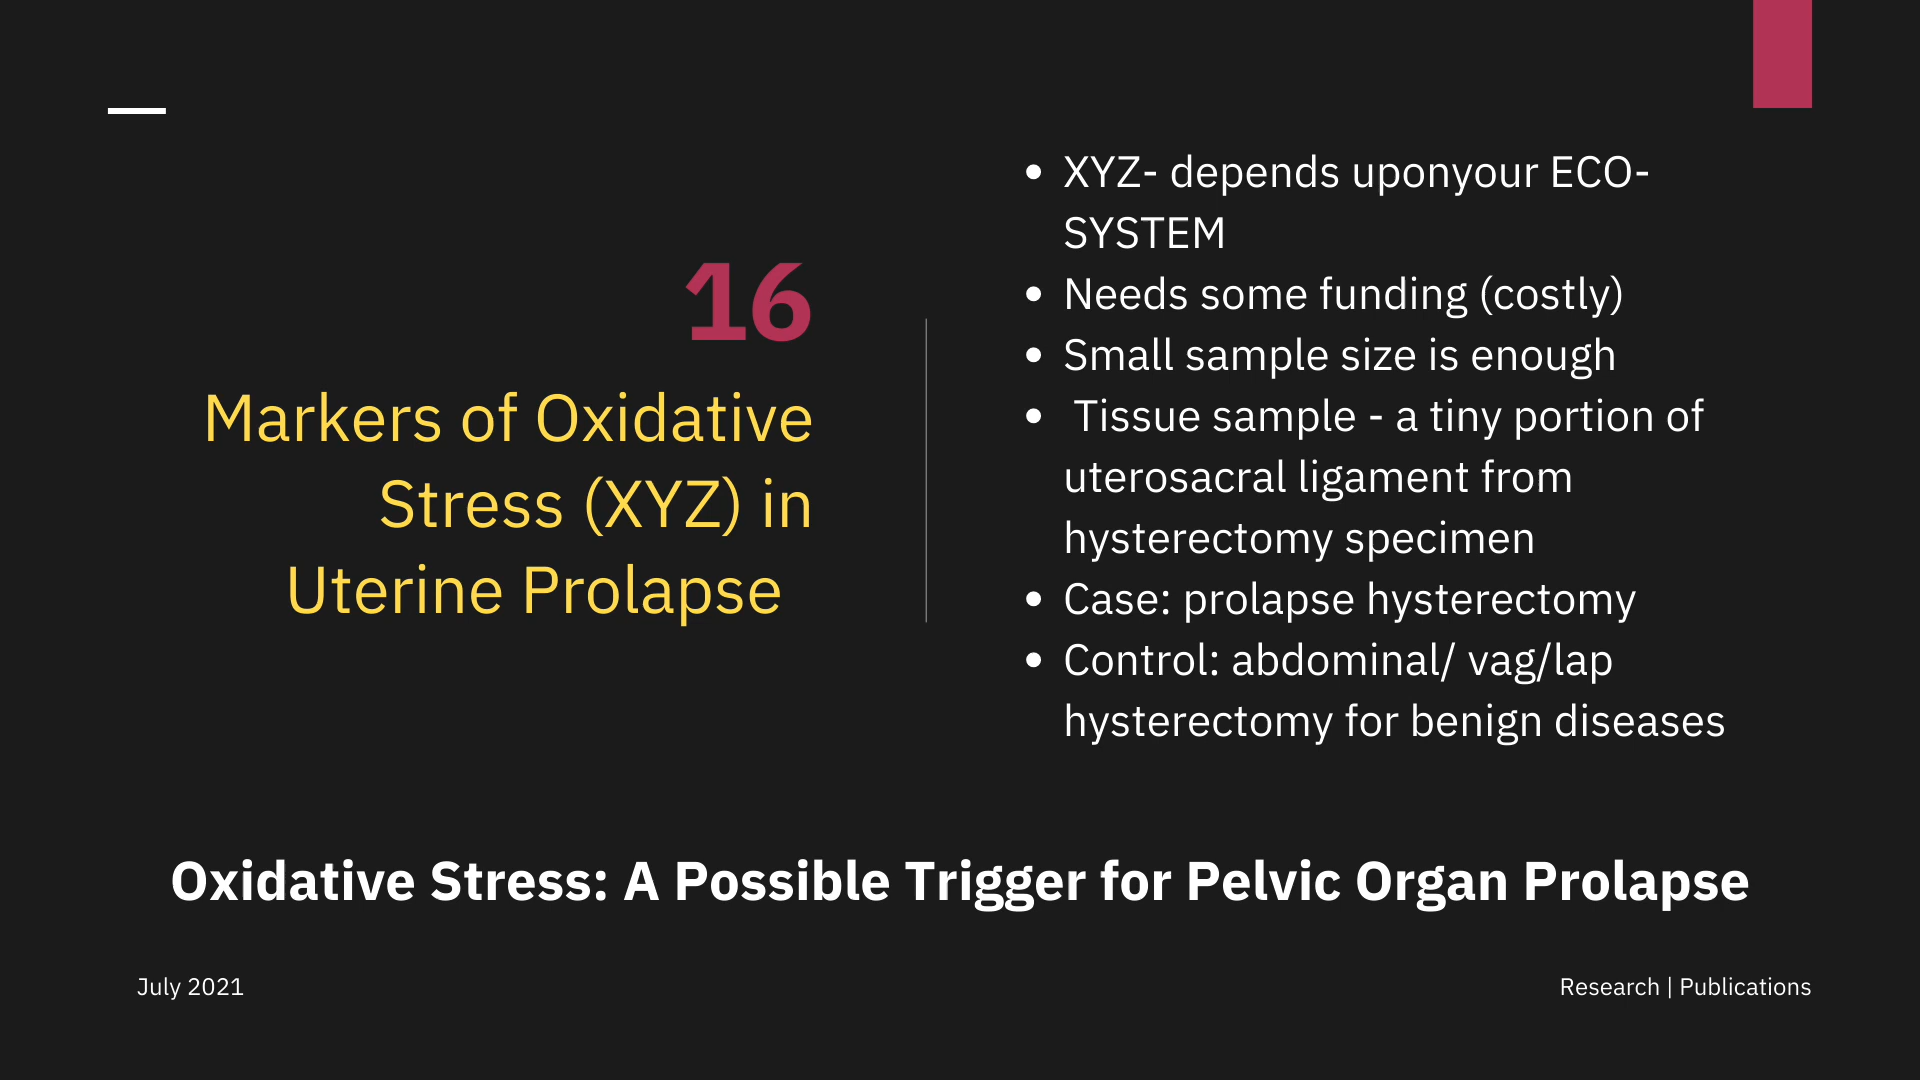 16
Markers of Oxidative
Stress (XYZ) in
Uterine Prolapse
• XYZ- depends uponyour ECO-
SYSTEM
• Needs some funding (costly)
• Small sample size is enough
• Tissue sample - a tiny portion of
uterosacral ligament from
hysterectomy specimen
• Case: prolapse hysterectomy
• Control: abdominal/ vag/lap
hysterectomy for benign diseases
Oxidative Stress: A Possible Trigger for Pelvic Organ Prolapse
July 2021
Research | Publications